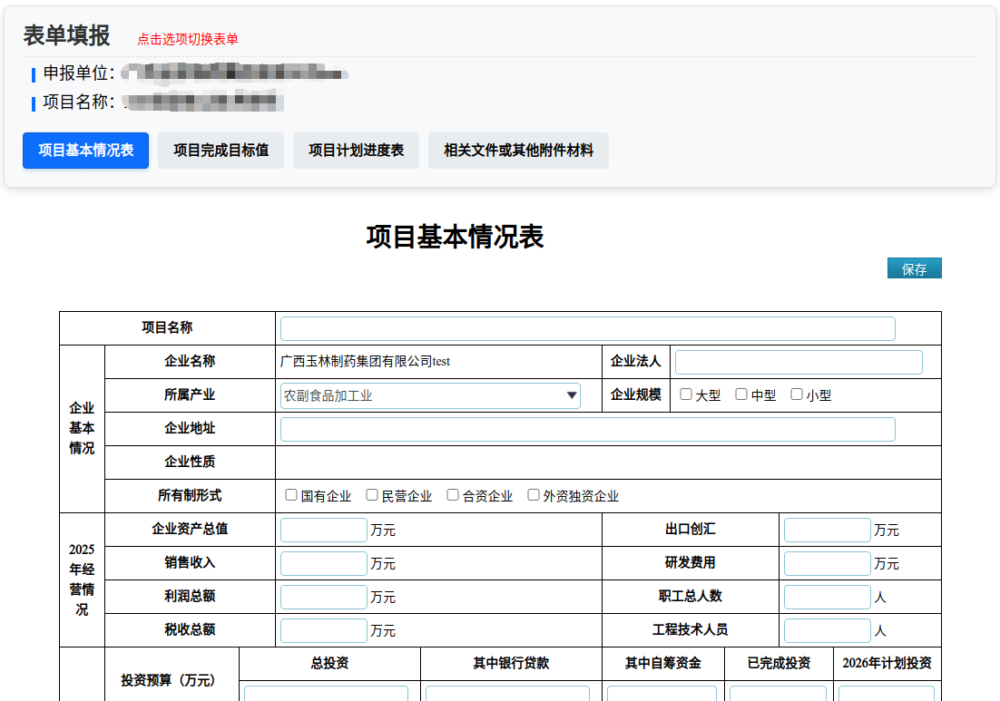 表单填报 点击选项切换表单
申报单位：
项目名称：
项目基本情况表 项目完成目标值 项目计划进度表 相关文件或其他附件材料
项目基本情况表
保存
项目名称
企业基本情况
企业名称 广西玉林制药集团有限公司test 企业法人
所属产业 农副食品加工业 企业规模 大型 中型 小型
企业地址
企业性质
所有制形式 国有企业 民营企业 合资企业 外资独资企业
2025年经营情况
企业资产总值 万元 出口创汇 万元
销售收入 万元 研发费用 万元
利润总额 万元 职工总人数 人
税收总额 万元 工程技术人员 人
投资预算（万元） 总投资 其中银行贷款 其中自筹资金 已完成投资 2026年计划投资